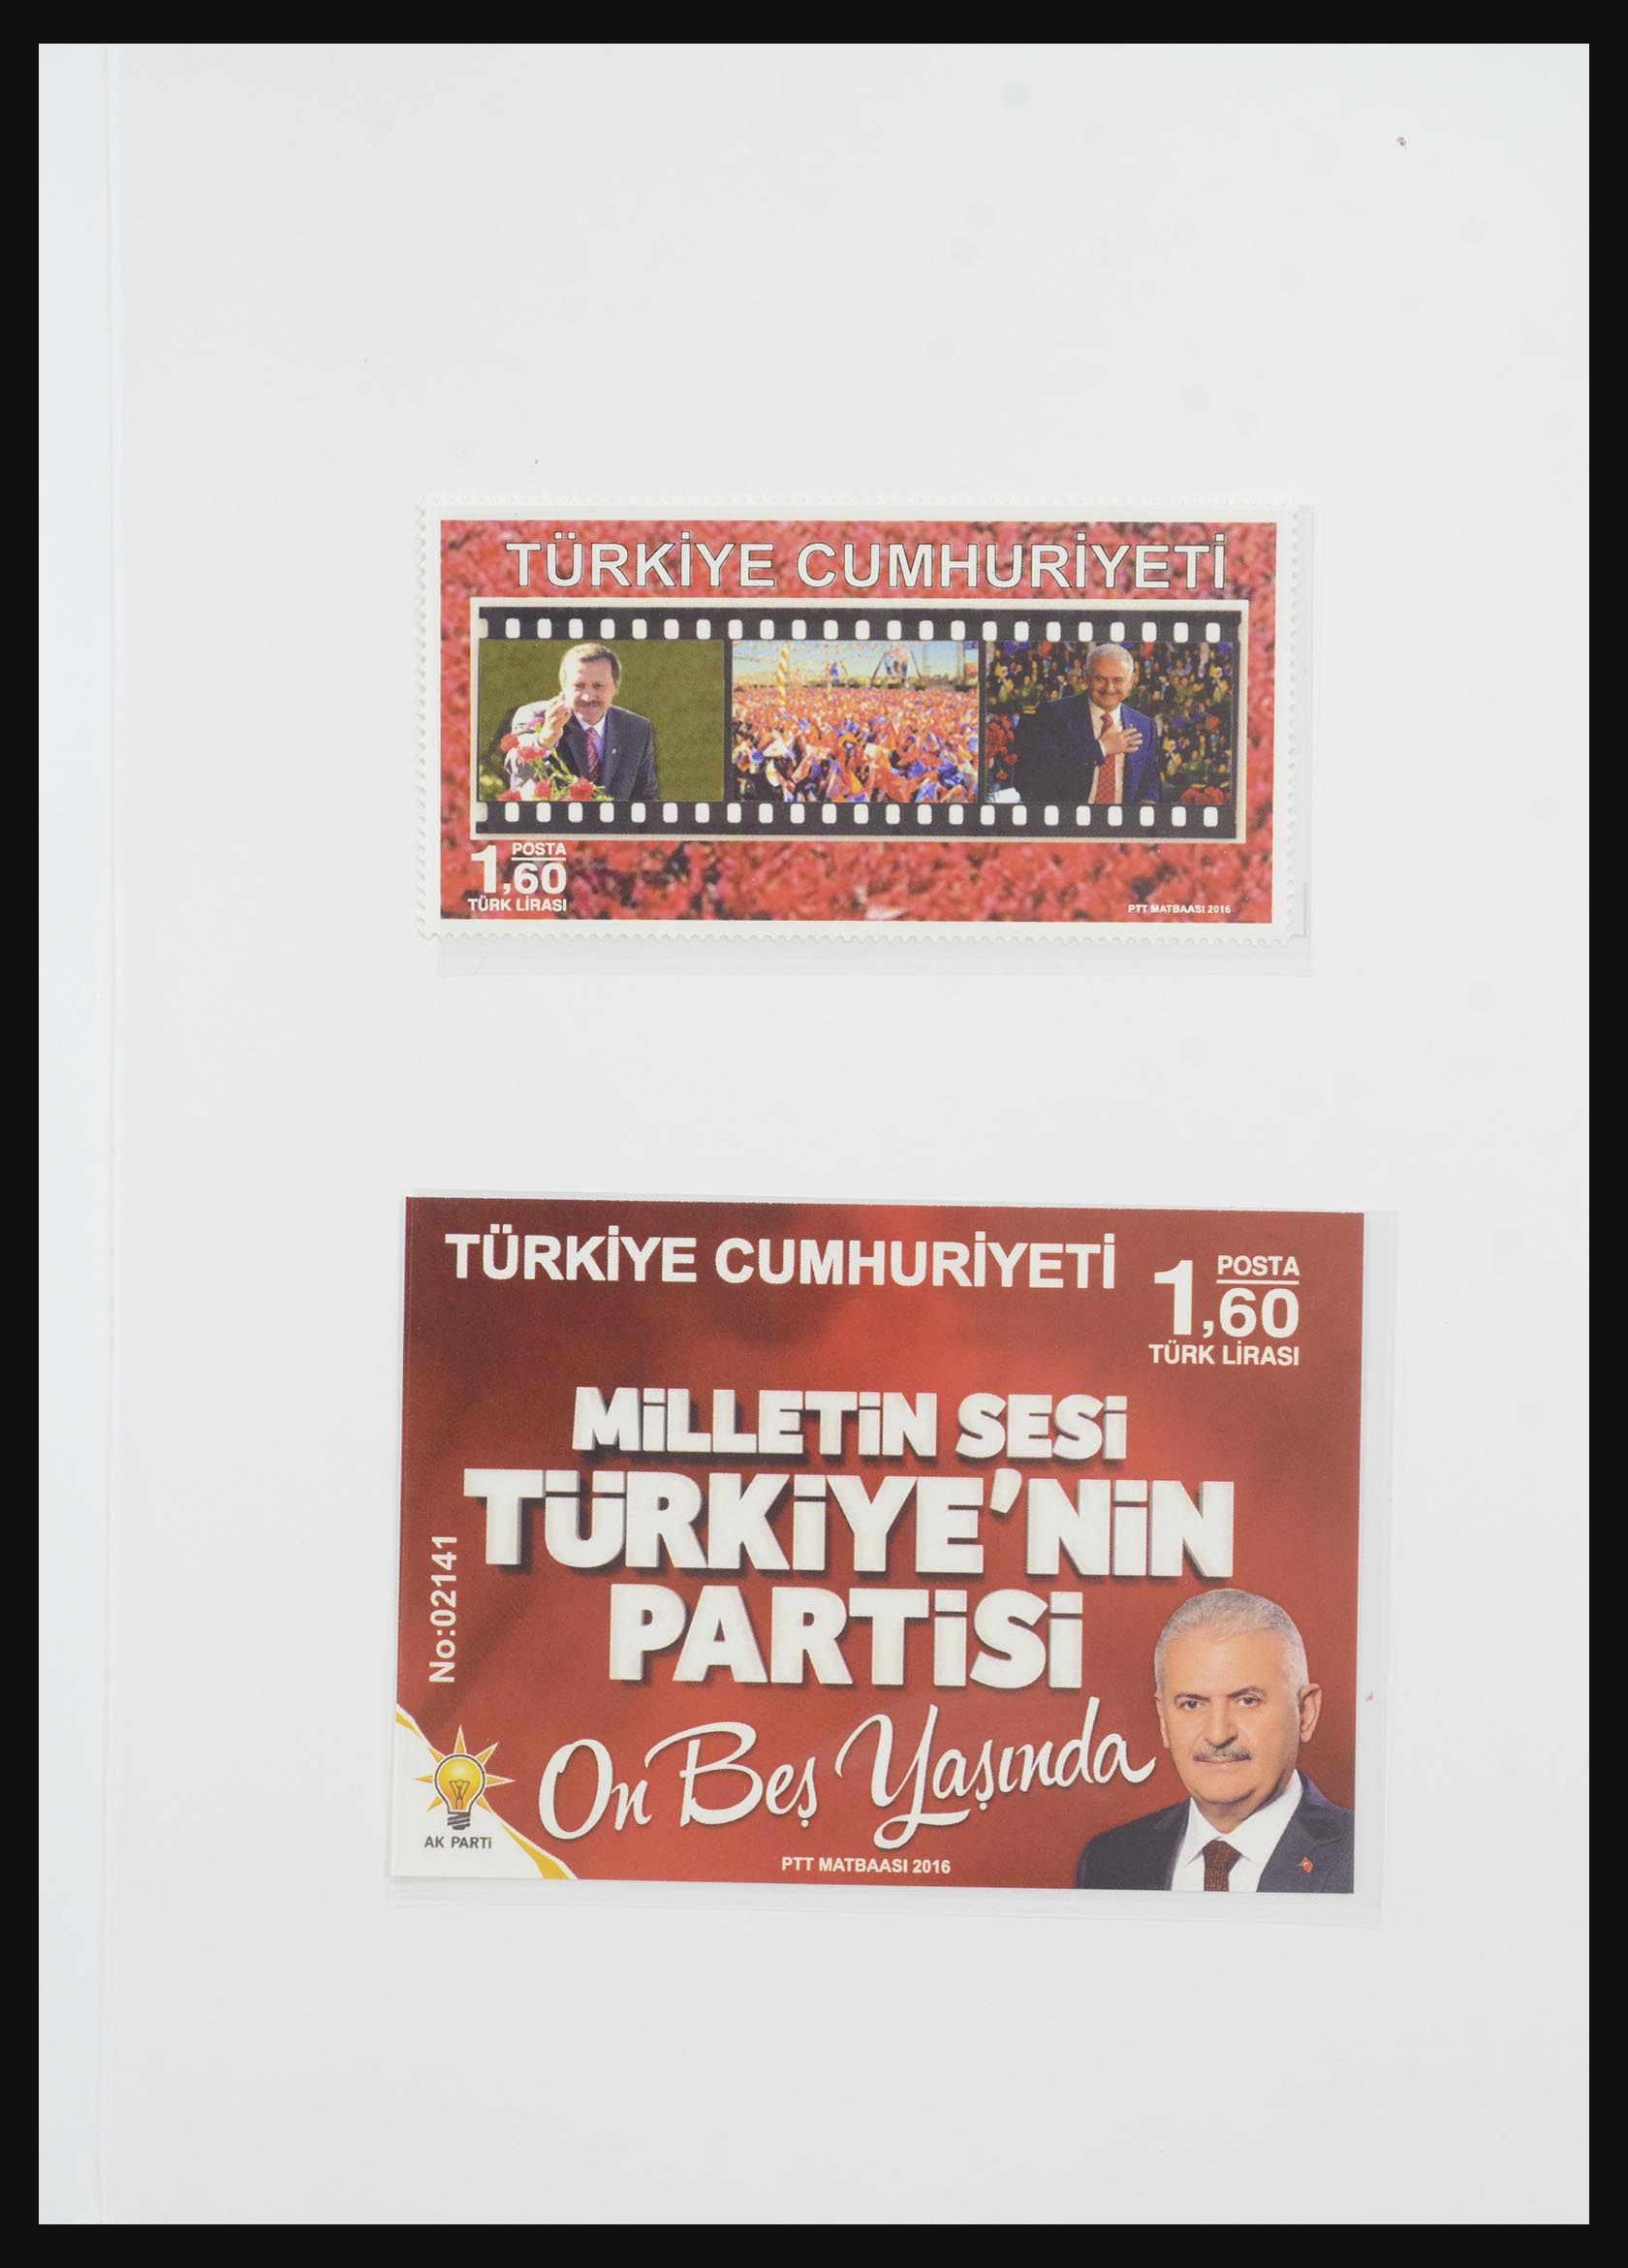 TÜRKİYE CUMHURİYETİ
POSTA
1,60
TÜRK LİRASI
PTT MATBAASI 2016
TÜRKİYE CUMHURİYETİ
POSTA
1,60
TÜRK LİRASI
MİLLETİN SESİ
TÜRKİYE'NİN
PARTİSİ
On Beş Yaşında
No:02141
AK PARTİ
PTT MATBAASI 2016